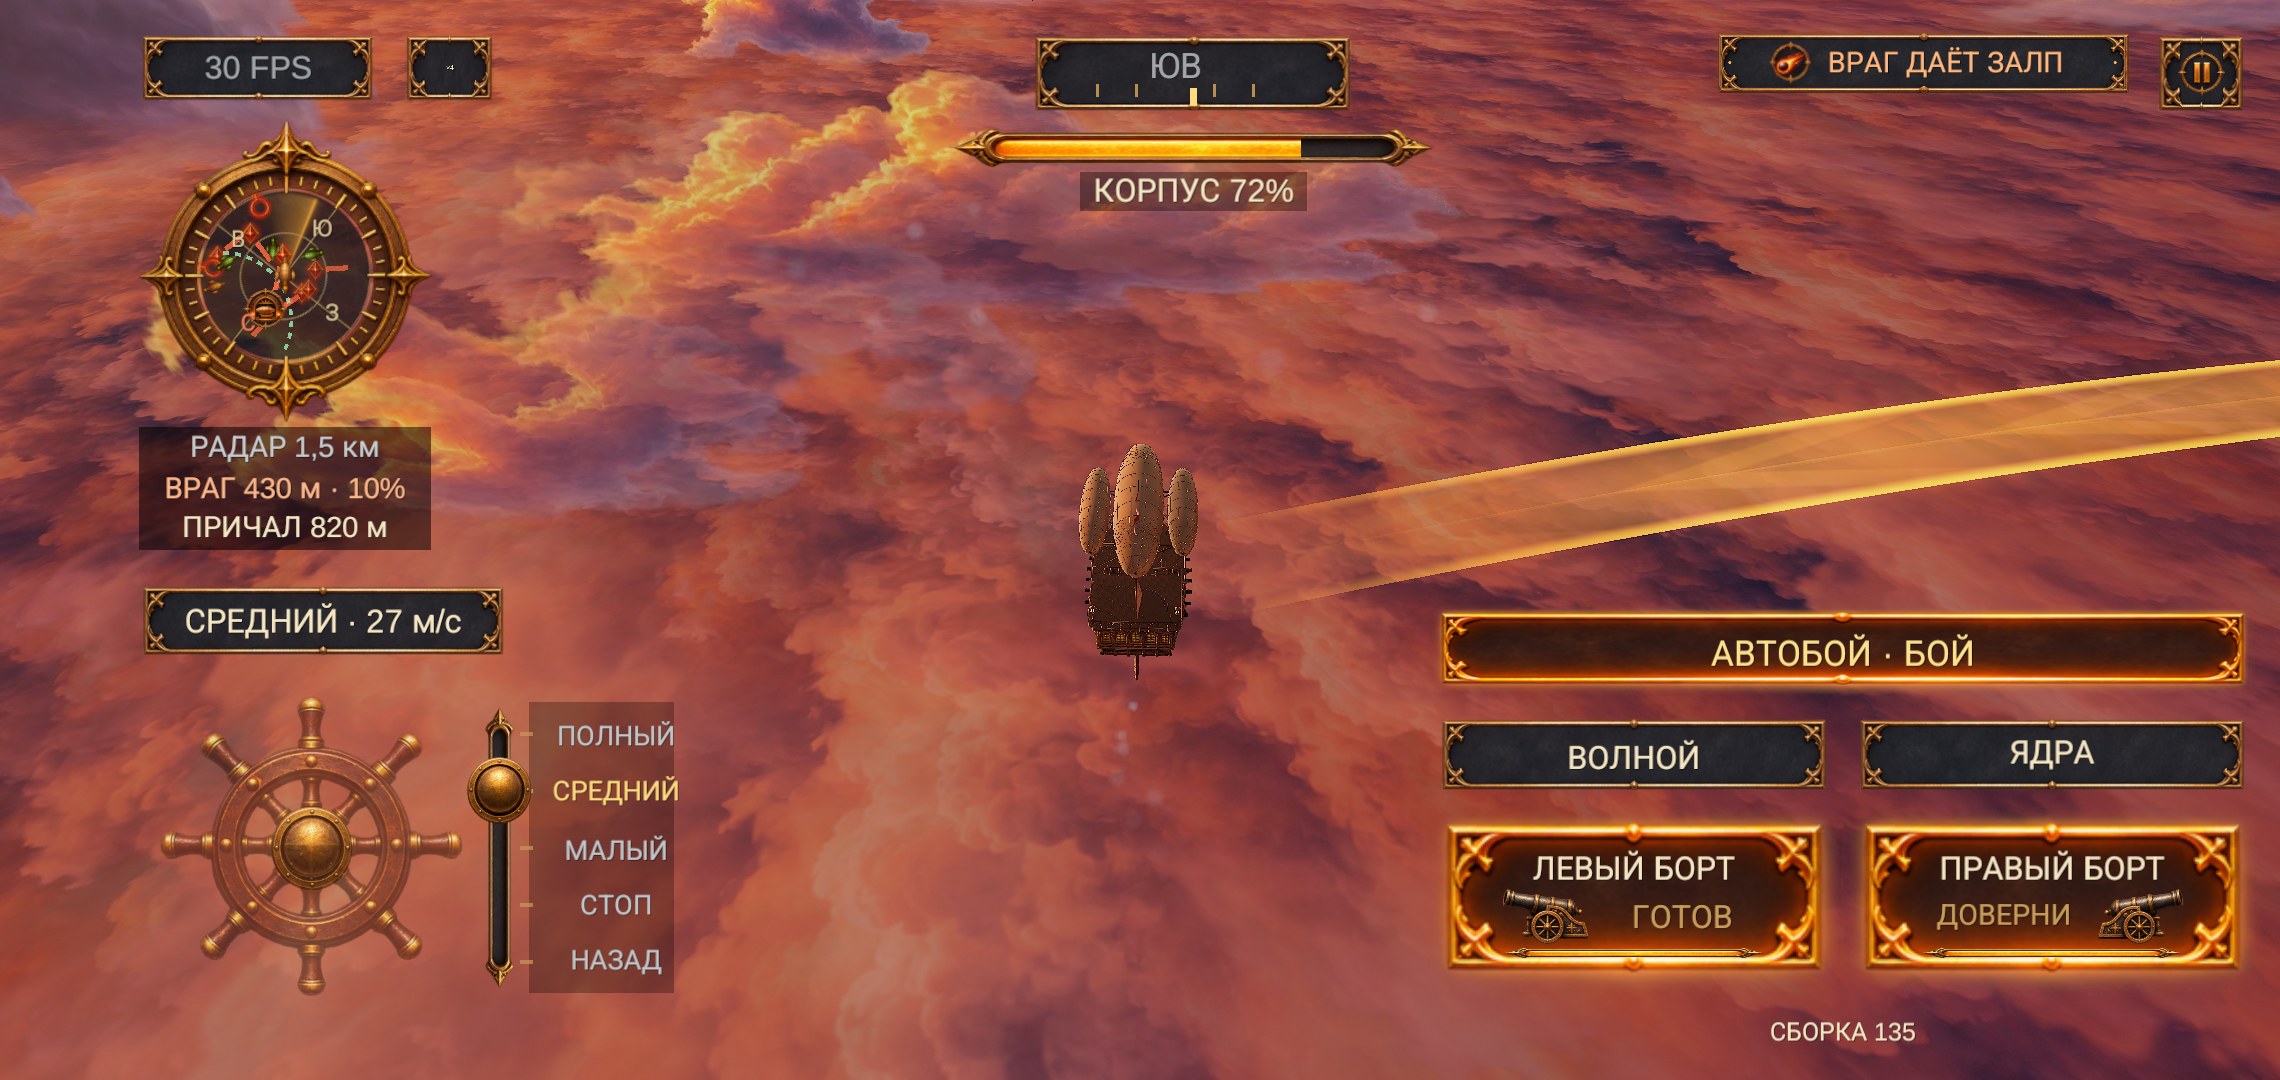 30 FPS
x4
ЮВ
ВРАГ ДАЁТ ЗАЛП
КОРПУС 72%
В
Ю
З
С
РАДАР 1,5 км
ВРАГ 430 м · 10%
ПРИЧАЛ 820 м
СРЕДНИЙ · 27 м/с
ПОЛНЫЙ
СРЕДНИЙ
МАЛЫЙ
СТОП
НАЗАД
АВТОБОЙ · БОЙ
ВОЛНОЙ
ЯДРА
ЛЕВЫЙ БОРТ
ГОТОВ
ПРАВЫЙ БОРТ
ДОВЕРНИ
СБОРКА 135